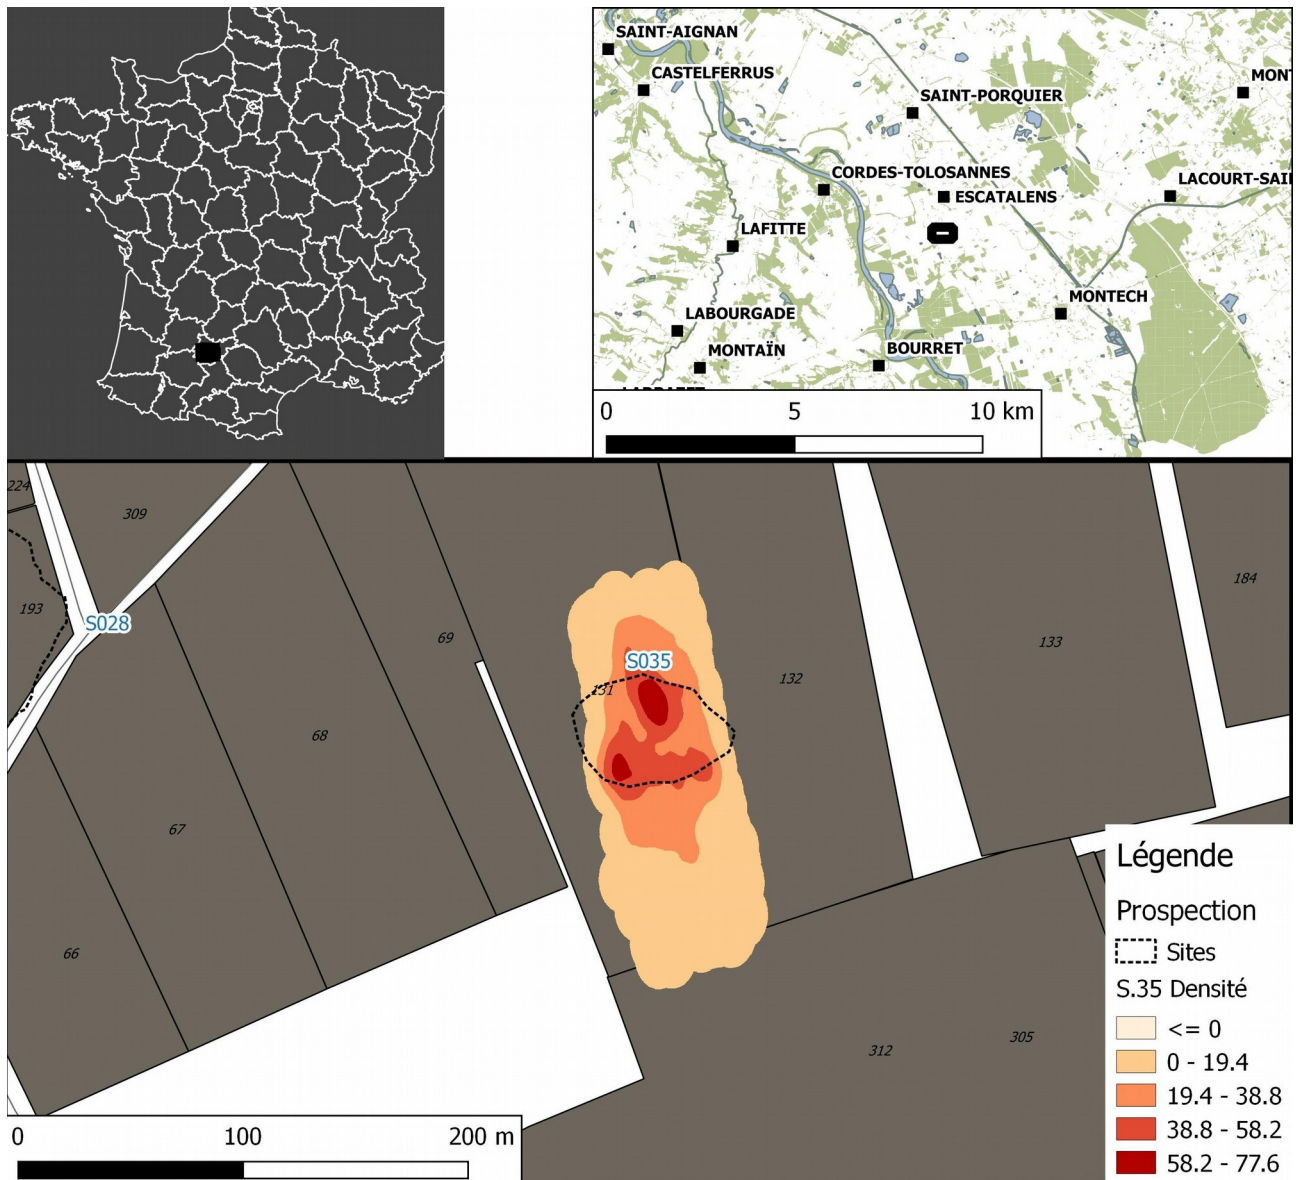 SAINT-AIGNAN
CASTELFERRUS
SAINT-PORQUIER
MONT
CORDES-TOLOSANNES
LACOURT-SAI
ESCATALENS
LAFITTE
MONTECH
LABOURGADE
BOURRET
MONTAÏN
0 5 10 km
224
309
193
S028
69
184
133
S035
131
132
68
67
66
305
312
Légende
Prospection
Sites
S.35 Densité
<= 0
0 - 19.4
19.4 - 38.8
38.8 - 58.2
58.2 - 77.6
0 100 200 m